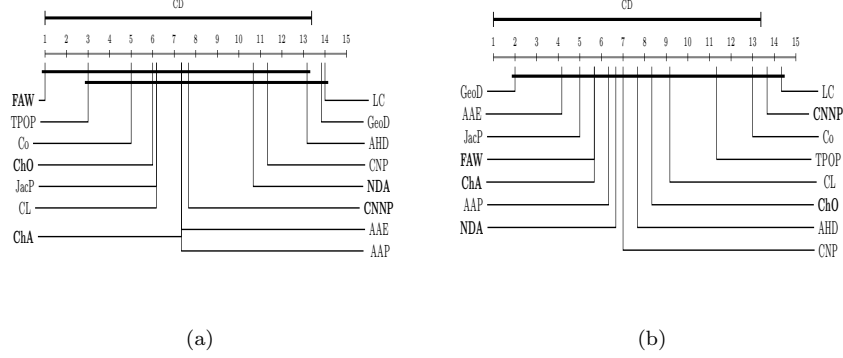 CD
1 2 3 4 5 6 7 8 9 10 11 12 13 14 15
FAW LC
TPOP GeoD
Co AHD
ChO CNP
JacP NDA
CL CNNP
ChA AAE
AAP
(a)
CD
1 2 3 4 5 6 7 8 9 10 11 12 13 14 15
GeoD LC
AAE CNNP
JacP Co
FAW TPOP
ChA CL
AAP ChO
NDA AHD
CNP
(b)